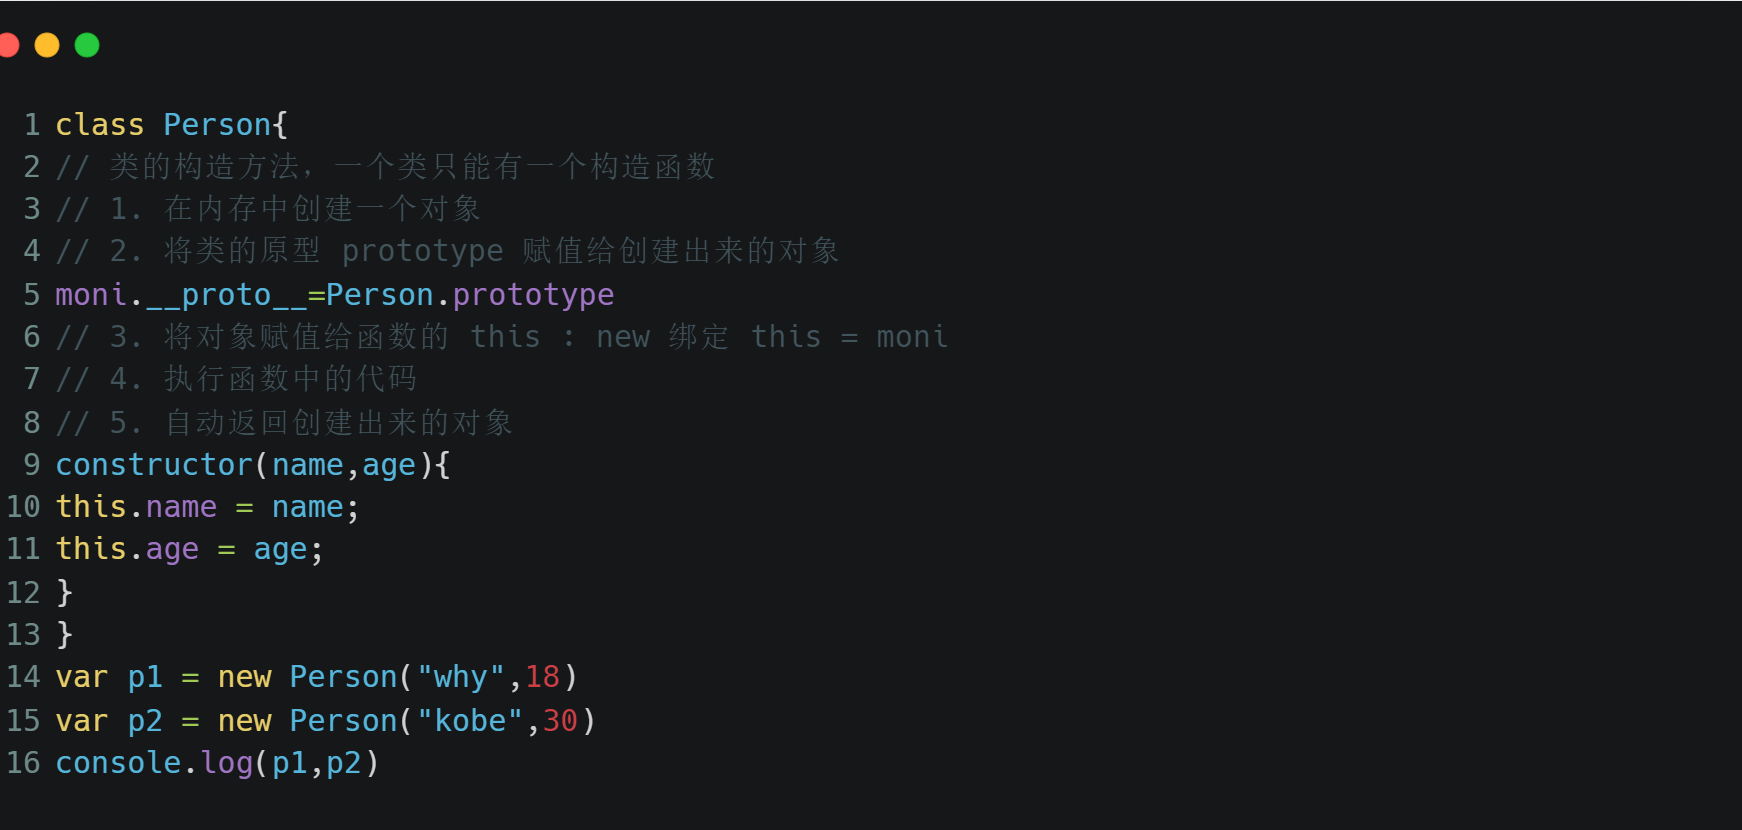 1 class Person{
2 // 类的构造方法，一个类只能有一个构造函数
3 // 1. 在内存中创建一个对象
4 // 2. 将类的原型 prototype 赋值给创建出来的对象
5 moni.__proto__=Person.prototype
6 // 3. 将对象赋值给函数的 this : new 绑定 this = moni
7 // 4. 执行函数中的代码
8 // 5. 自动返回创建出来的对象
9 constructor(name,age){
10 this.name = name;
11 this.age = age;
12 }
13 }
14 var p1 = new Person("why",18)
15 var p2 = new Person("kobe",30)
16 console.log(p1,p2)